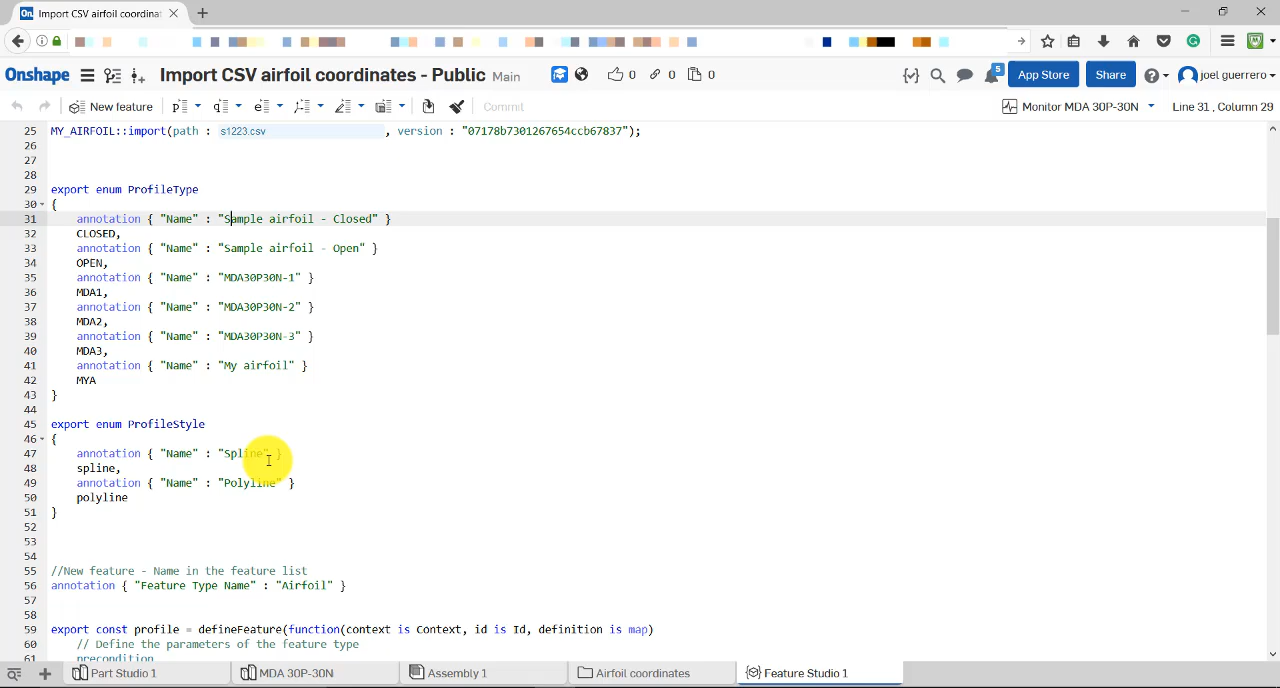 On Import CSV airfoil coordinat × +
Onshape Import CSV airfoil coordinates - Public Main 0 0 0 5 App Store Share joel guerrero
New feature Commit Monitor MDA 30P-30N Line 31, Column 29
25 MY_AIRFOIL::import(path : s1223.csv , version : "07178b7301267654ccb67837");
26
27
28
29 export enum ProfileType
30 {
31 annotation { "Name" : "Sample airfoil - Closed" }
32 CLOSED,
33 annotation { "Name" : "Sample airfoil - Open" }
34 OPEN,
35 annotation { "Name" : "MDA30P30N-1" }
36 MDA1,
37 annotation { "Name" : "MDA30P30N-2" }
38 MDA2,
39 annotation { "Name" : "MDA30P30N-3" }
40 MDA3,
41 annotation { "Name" : "My airfoil" }
42 MYA
43 }
44
45 export enum ProfileStyle
46 {
47 annotation { "Name" : "Spline" }
48 spline,
49 annotation { "Name" : "Polyline" }
50 polyline
51 }
52
53
54
55 //New feature - Name in the feature list
56 annotation { "Feature Type Name" : "Airfoil" }
57
58
59 export const profile = defineFeature(function(context is Context, id is Id, definition is map)
60 // Define the parameters of the feature type
61 precondition
Part Studio 1 MDA 30P-30N Assembly 1 Airfoil coordinates Feature Studio 1